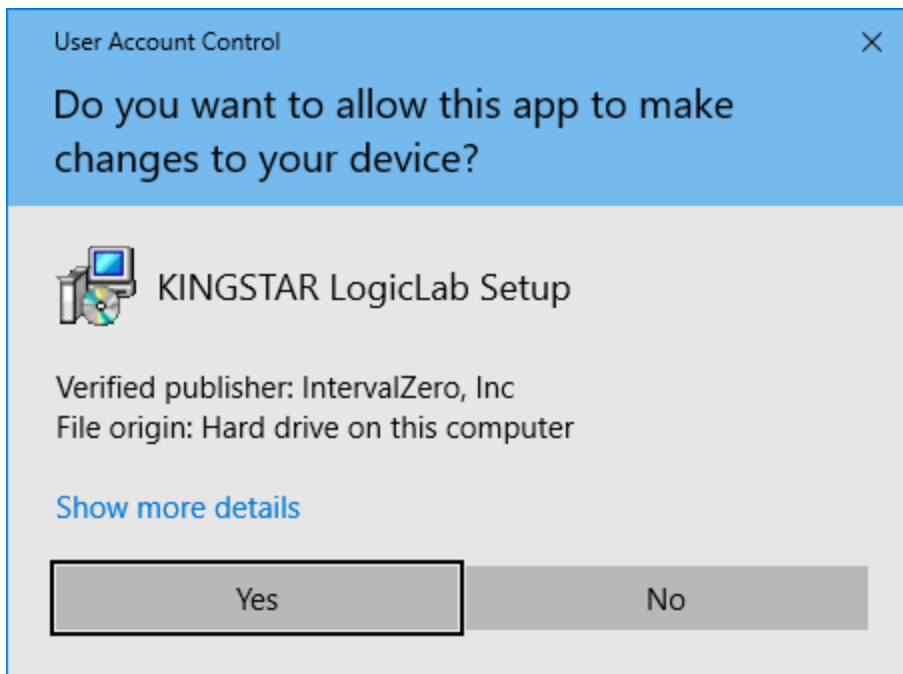 User Account Control
Do you want to allow this app to make
changes to your device?
KINGSTAR LogicLab Setup
Verified publisher: IntervalZero, Inc
File origin: Hard drive on this computer
Show more details
Yes
No